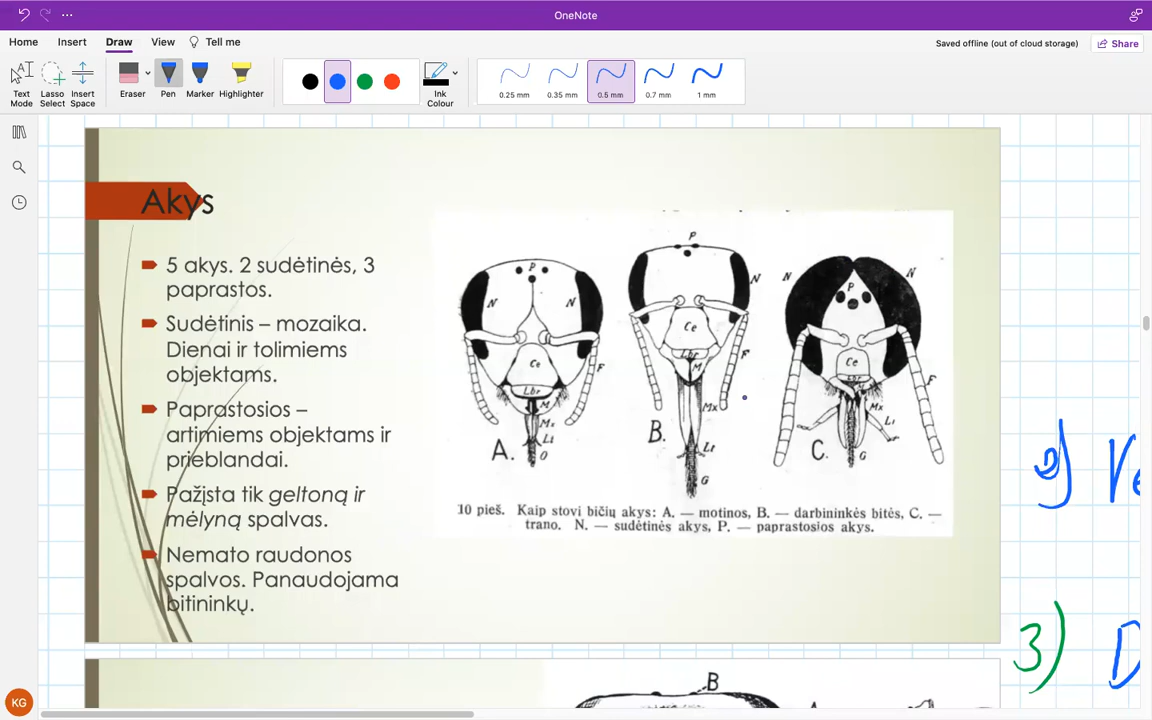 OneNote
Home Insert Draw View Tell me
Saved offline (out of cloud storage) Share
Text Mode
Lasso Select
Insert Space
Eraser
Pen
Marker
Highlighter
Ink Colour
0.25 mm
0.35 mm
0.5 mm
0.7 mm
1 mm
Akys
5 akys. 2 sudėtinės, 3
paprastos.
Sudėtinis – mozaika.
Dienai ir tolimiems
objektams.
Paprastosios –
artimiems objektams ir
prieblandai.
Pažįsta tik geltoną ir
mėlyną spalvas.
Nemato raudonos
spalvos. Panaudojama
bitininkų.
P
N N
Ce
F
Lbr
M
Mx
Lt
O
A.
P
N
Ce
Lbr
F
M
Mx
Lt
G
B.
N N
P
Ce
Lbr
F
M
Mx
Lt
G
C.
10 pieš. Kaip stovi bičių akys: A. — motinos, B. — darbininkės bitės, C. —
trano. N. — sudėtinės akys, P. — paprastosios akys.
B
3)
KG